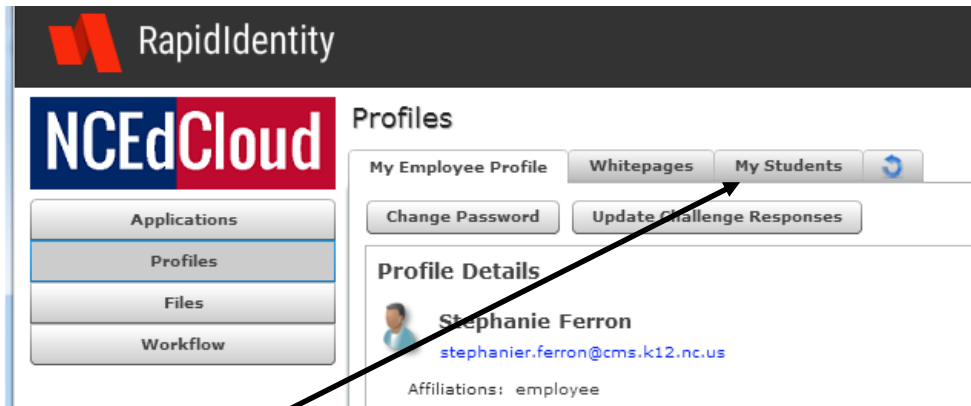 RapidIdentity
NCEdCloud
Applications
Profiles
Files
Workflow
Profiles
My Employee Profile Whitepages My Students
Change Password Update Challenge Responses
Profile Details
Stephanie Ferron
stephanier.ferron@cms.k12.nc.us
Affiliations: employee